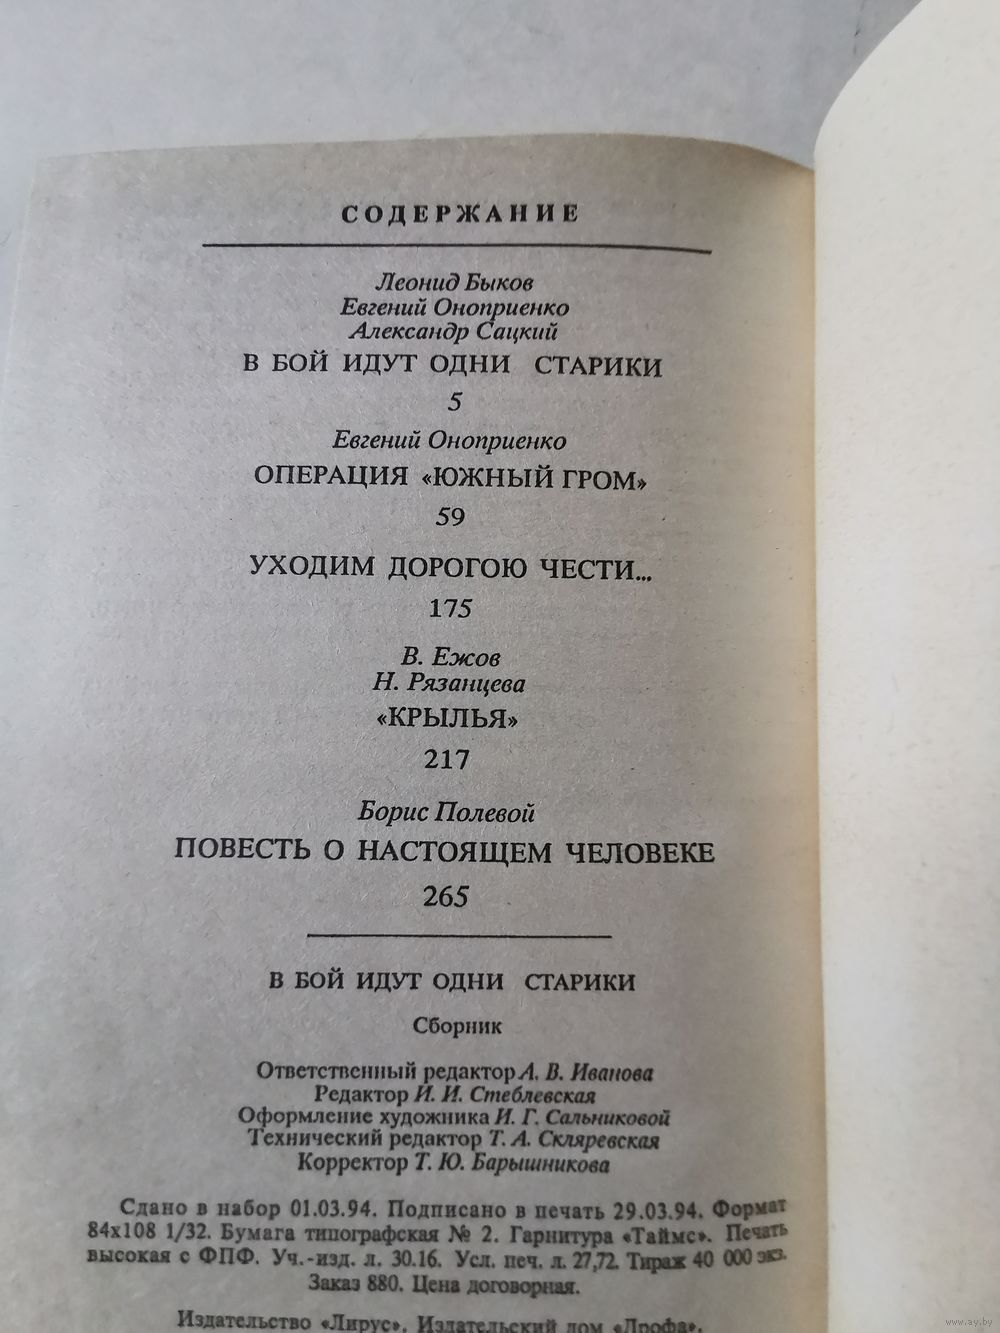 СОДЕРЖАНИЕ
Леонид Быков
Евгений Оноприенко
Александр Сацкий
В БОЙ ИДУТ ОДНИ СТАРИКИ
5
Евгений Оноприенко
ОПЕРАЦИЯ «ЮЖНЫЙ ГРОМ»
59
УХОДИМ ДОРОГОЮ ЧЕСТИ...
175
В. Ежов
Н. Рязанцева
«КРЫЛЬЯ»
217
Борис Полевой
ПОВЕСТЬ О НАСТОЯЩЕМ ЧЕЛОВЕКЕ
265
В БОЙ ИДУТ ОДНИ СТАРИКИ
Сборник
Ответственный редактор А. В. Иванова
Редактор И. И. Стеблевская
Оформление художника И. Г. Сальниковой
Технический редактор Т. А. Скляревская
Корректор Т. Ю. Барышникова
Сдано в набор 01.03.94. Подписано в печать 29.03.94. Формат
84x108 1/32. Бумага типографская № 2. Гарнитура «Таймс». Печать
высокая с ФПФ. Уч.-изд. л. 30.16. Усл. печ. л. 27,72. Тираж 40 000 экз.
Заказ 880. Цена договорная.
Издательство «Лирус». Издательский дом «Дрофа».
www.ay.by